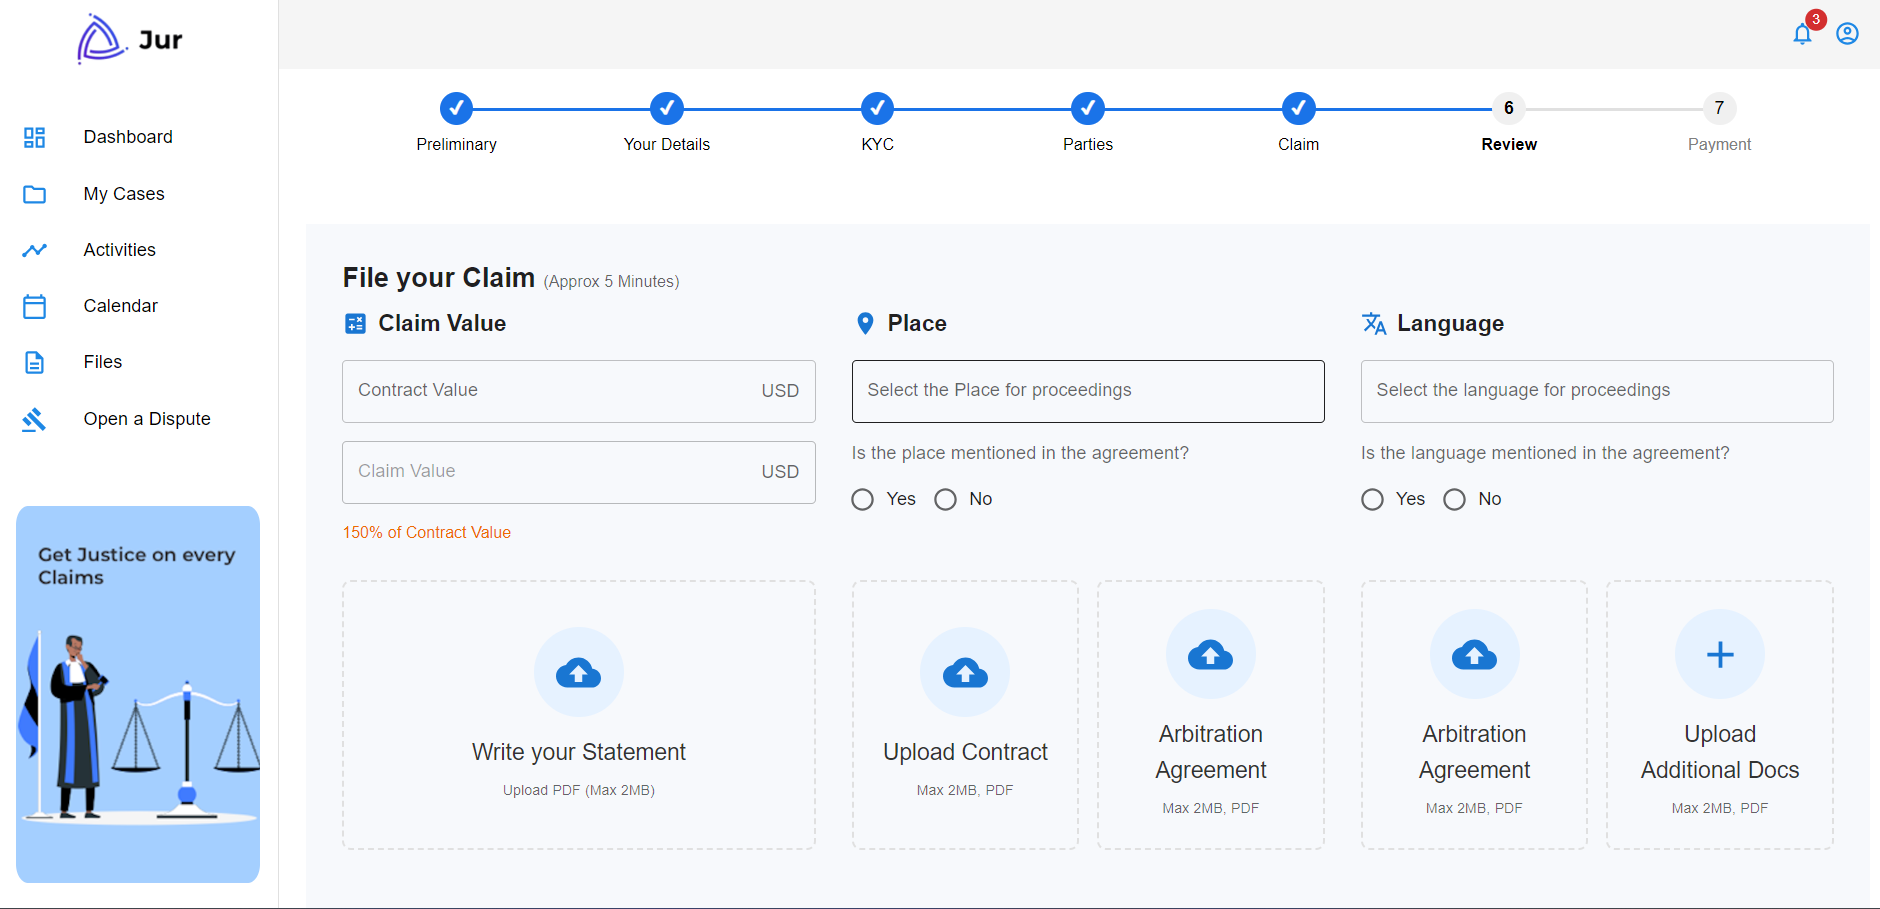 Jur
3
Dashboard
My Cases
Activities
Calendar
Files
Open a Dispute
Get Justice on every
Claims
Preliminary
Your Details
KYC
Parties
Claim
6
Review
7
Payment
File your Claim (Approx 5 Minutes)
Claim Value
Contract Value USD
Claim Value USD
150% of Contract Value
Place
Select the Place for proceedings
Is the place mentioned in the agreement?
Yes No
Language
Select the language for proceedings
Is the language mentioned in the agreement?
Yes No
Write your Statement
Upload PDF (Max 2MB)
Upload Contract
Max 2MB, PDF
Arbitration
Agreement
Max 2MB, PDF
Arbitration
Agreement
Max 2MB, PDF
Upload
Additional Docs
Max 2MB, PDF